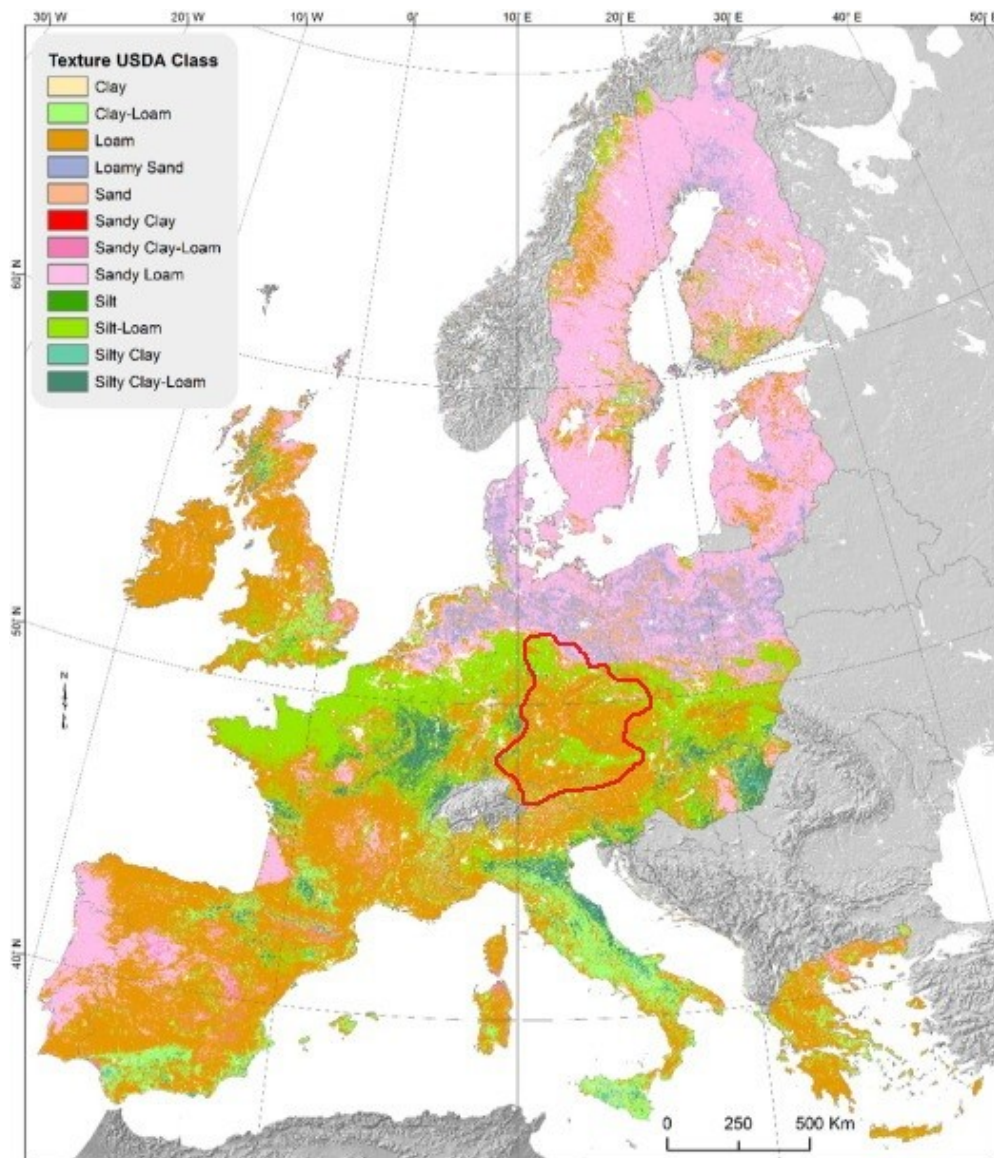 30° W 20° W 10° W 0° 10° E 20° E 30° E 40° E 50° E
Texture USDA Class
Clay
Clay-Loam
Loam
Loamy Sand
Sand
Sandy Clay
Sandy Clay-Loam
Sandy Loam
Silt
Silt-Loam
Silty Clay
Silty Clay-Loam
60° N
50° N
N
40° N
0 250 500 Km